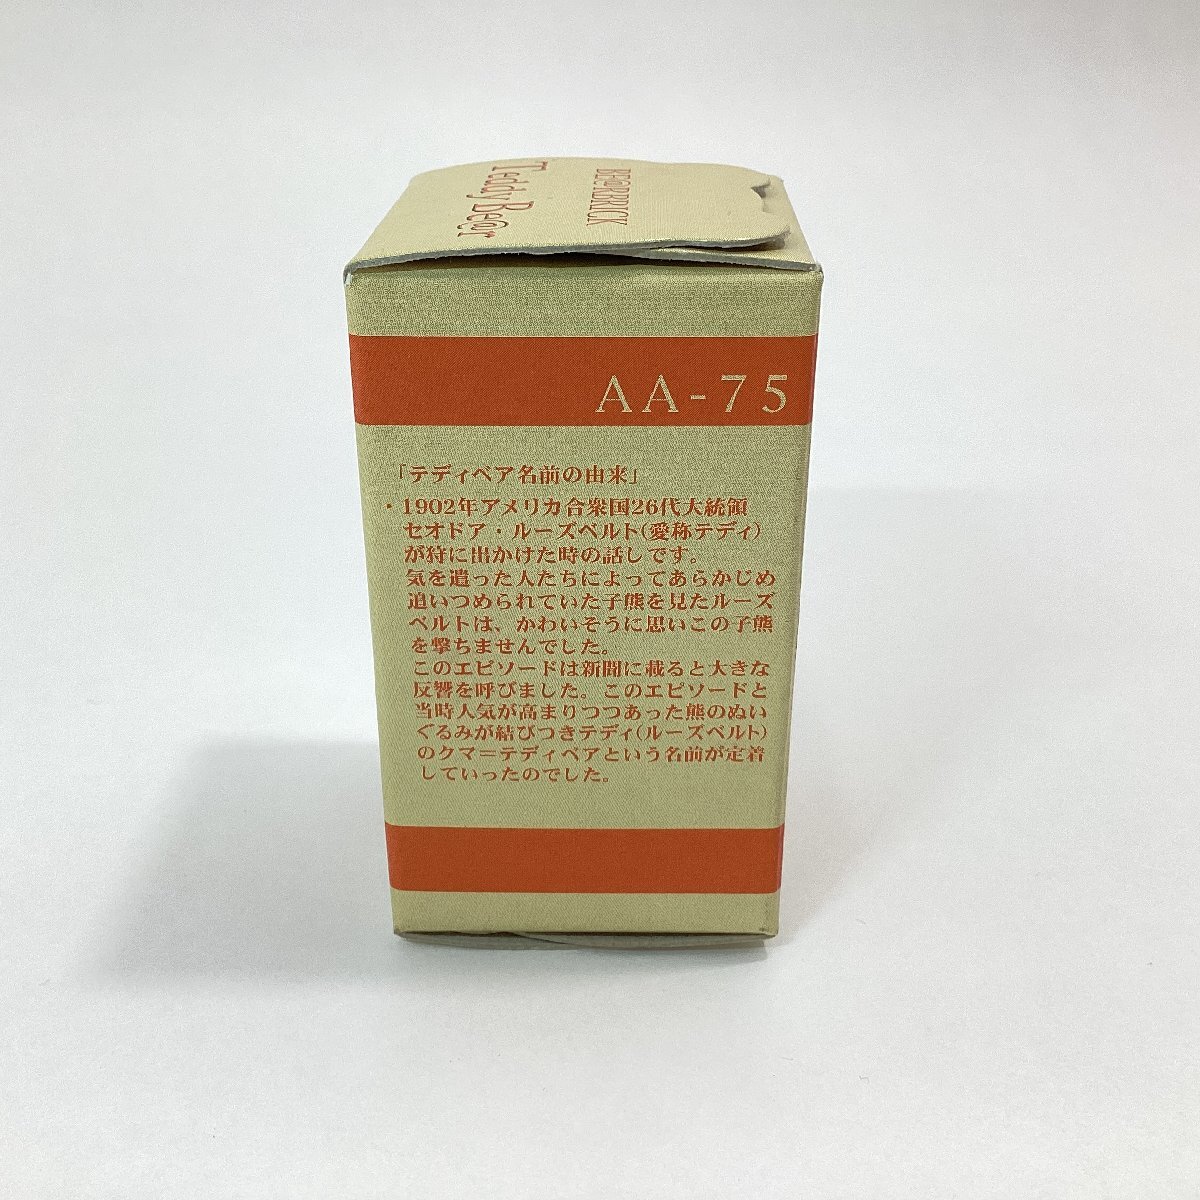 BE@RBRICK
Teddy Be@r
AA-75
「テディベア名前の由来」
・1902年アメリカ合衆国26代大統領
セオドア・ルーズベルト(愛称テディ)
が狩に出かけた時の話しです。
気を遣った人たちによってあらかじめ
追いつめられていた子熊を見たルーズ
ベルトは、かわいそうに思いこの子熊
を撃ちませんでした。
このエピソードは新聞に載ると大きな
反響を呼びました。このエピソードと
当時人気が高まりつつあった熊のぬい
ぐるみが結びつきテディ(ルーズベルト)
のクマ＝テディベアという名前が定着
していったのでした。